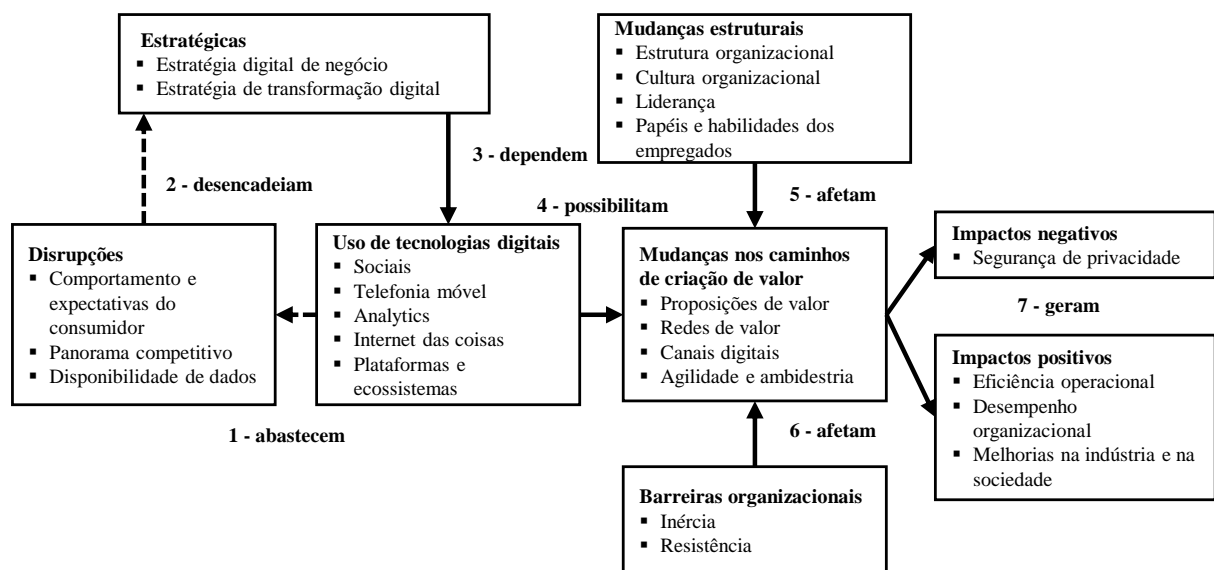 Estratégicas
▪ Estratégia digital de negócio
▪ Estratégia de transformação digital
Mudanças estruturais
▪ Estrutura organizacional
▪ Cultura organizacional
▪ Liderança
▪ Papéis e habilidades dos
empregados
2 - desencadeiam
3 - dependem
4 - possibilitam
5 - afetam
Disrupções
▪ Comportamento e
expectativas do
consumidor
▪ Panorama competitivo
▪ Disponibilidade de dados
Uso de tecnologias digitais
▪ Sociais
▪ Telefonia móvel
▪ Analytics
▪ Internet das coisas
▪ Plataformas e
ecossistemas
Mudanças nos caminhos
de criação de valor
▪ Proposições de valor
▪ Redes de valor
▪ Canais digitais
▪ Agilidade e ambidestria
Impactos negativos
▪ Segurança de privacidade
7 - geram
Impactos positivos
▪ Eficiência operacional
▪ Desempenho
organizacional
▪ Melhorias na indústria e na
sociedade
1 - abastecem
6 - afetam
Barreiras organizacionais
▪ Inércia
▪ Resistência